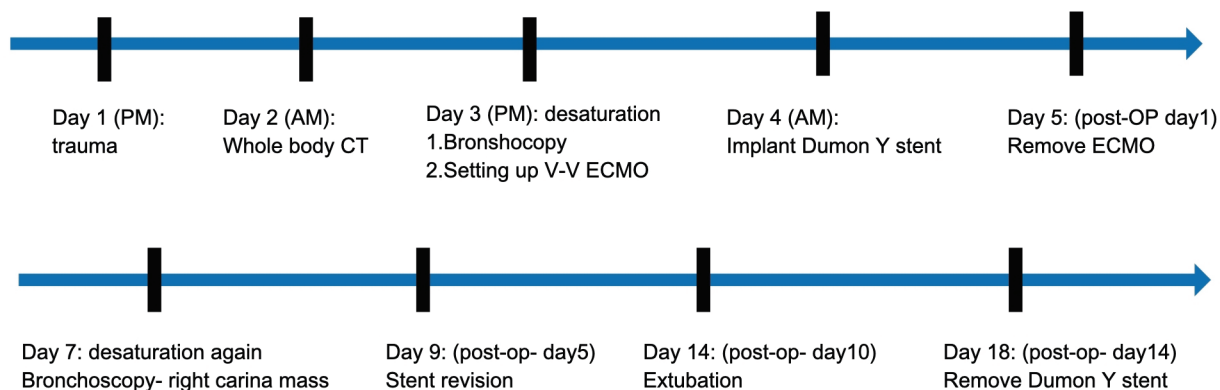 Day 1 (PM):
trauma
Day 2 (AM):
Whole body CT
Day 3 (PM): desaturation
1.Bronshocopy
2.Setting up V-V ECMO
Day 4 (AM):
Implant Dumon Y stent
Day 5: (post-OP day1)
Remove ECMO
Day 7: desaturation again
Bronchoscopy- right carina mass
Day 9: (post-op- day5)
Stent revision
Day 14: (post-op- day10)
Extubation
Day 18: (post-op- day14)
Remove Dumon Y stent